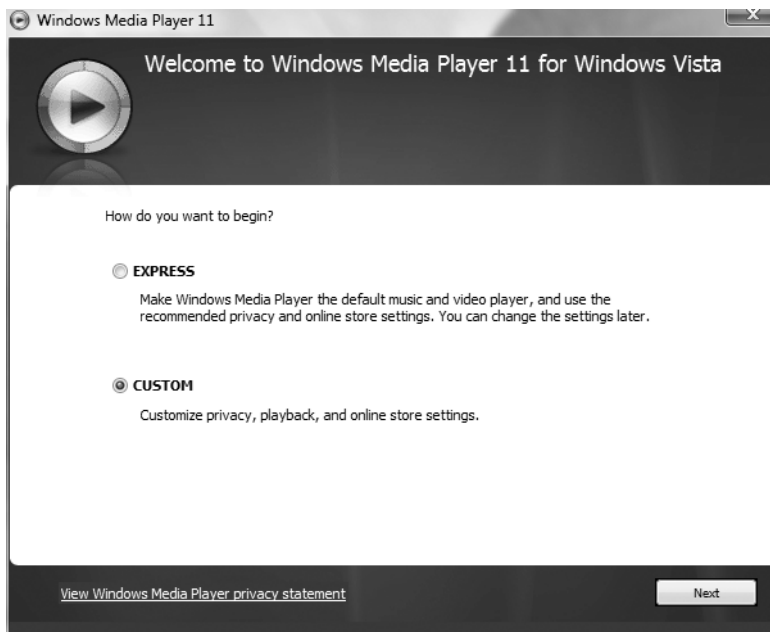 Windows Media Player 11
Welcome to Windows Media Player 11 for Windows Vista
How do you want to begin?
EXPRESS
Make Windows Media Player the default music and video player, and use the
recommended privacy and online store settings. You can change the settings later.
CUSTOM
Customize privacy, playback, and online store settings.
View Windows Media Player privacy statement
Next